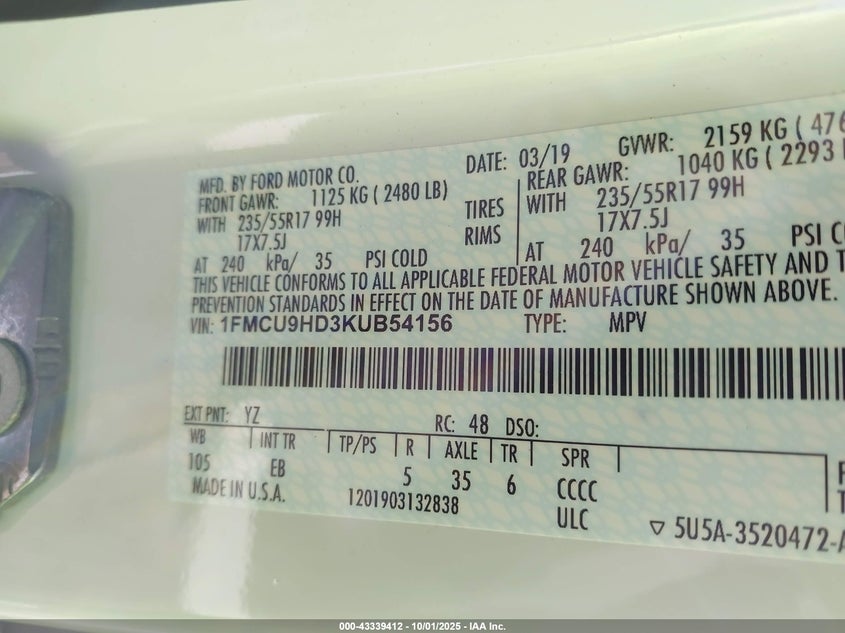 MFD. BY FORD MOTOR CO. DATE: 03/19 GVWR: 2159 KG ( 476
FRONT GAWR: 1125 KG ( 2480 LB) REAR GAWR: 1040 KG ( 2293
WITH 235/55R17 99H TIRES WITH 235/55R17 99H
17X7.5J RIMS 17X7.5J
AT 240 kPa/ 35 PSI COLD AT 240 kPa/ 35 PSI CO
THIS VEHICLE CONFORMS TO ALL APPLICABLE FEDERAL MOTOR VEHICLE SAFETY AND T
PREVENTION STANDARDS IN EFFECT ON THE DATE OF MANUFACTURE SHOWN ABOVE.
VIN: 1FMCU9HD3KUB54156 TYPE: MPV
EXT PNT: YZ RC: 48 DSO:
WB INT TR TP/PS R AXLE TR SPR
105 EB 5 35 6 CCCC
MADE IN U.S.A. 1201903132838 ULC
5U5A-3520472-A
000-43339412 • 10/01/2025 • IAA Inc.